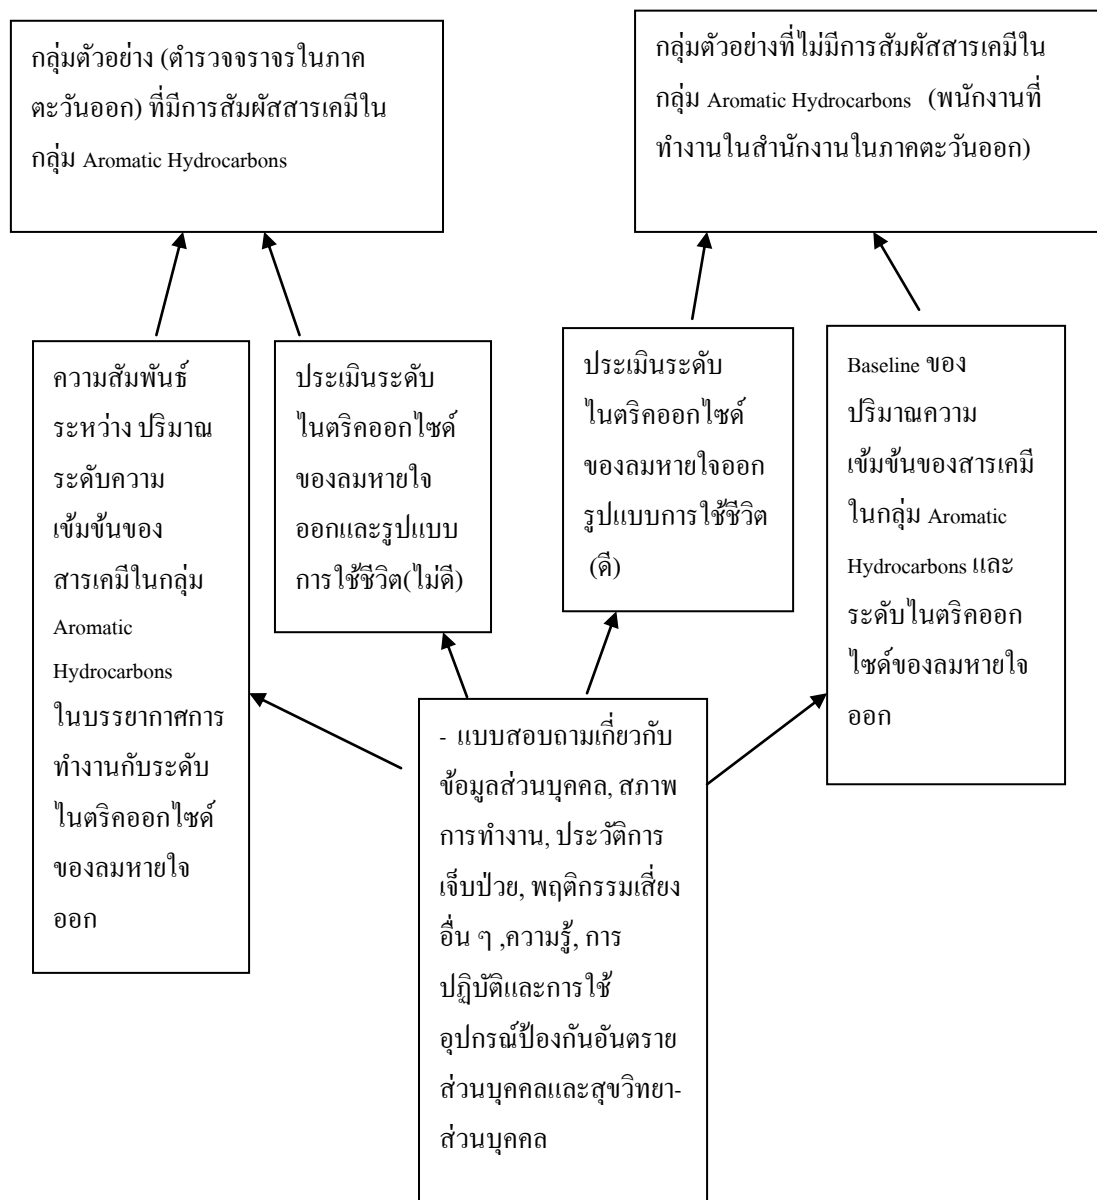 กลุ่มตัวอย่าง (ตำรวจจราจรในภาค
ตะวันออก) ที่มีการสัมผัสสารเคมีใน
กลุ่ม Aromatic Hydrocarbons
กลุ่มตัวอย่างที่ไม่มีการสัมผัสสารเคมีใน
กลุ่ม Aromatic Hydrocarbons (พนักงานที่
ทำงานในสำนักงานในภาคตะวันออก)
ความสัมพันธ์
ระหว่าง ปริมาณ
ระดับความ
เข้มข้นของ
สารเคมีในกลุ่ม
Aromatic
Hydrocarbons
ในบรรยากาศการ
ทำงานกับระดับ
ไนตริคออกไซด์
ของลมหายใจ
ออก
ประเมินระดับ
ไนตริคออกไซด์
ของลมหายใจ
ออกและรูปแบบ
การใช้ชีวิต(ไม่ดี)
ประเมินระดับ
ไนตริคออกไซด์
ของลมหายใจออก
รูปแบบการใช้ชีวิต
(ดี)
Baseline ของ
ปริมาณความ
เข้มข้นของสารเคมี
ในกลุ่ม Aromatic
Hydrocarbons และ
ระดับไนตริคออก
ไซด์ของลมหายใจ
ออก
- แบบสอบถามเกี่ยวกับ
ข้อมูลส่วนบุคคล, สภาพ
การทำงาน, ประวัติการ
เจ็บป่วย, พฤติกรรมเสี่ยง
อื่น ๆ ,ความรู้, การ
ปฏิบัติและการใช้
อุปกรณ์ป้องกันอันตราย
ส่วนบุคคลและสุขวิทยา-
ส่วนบุคคล